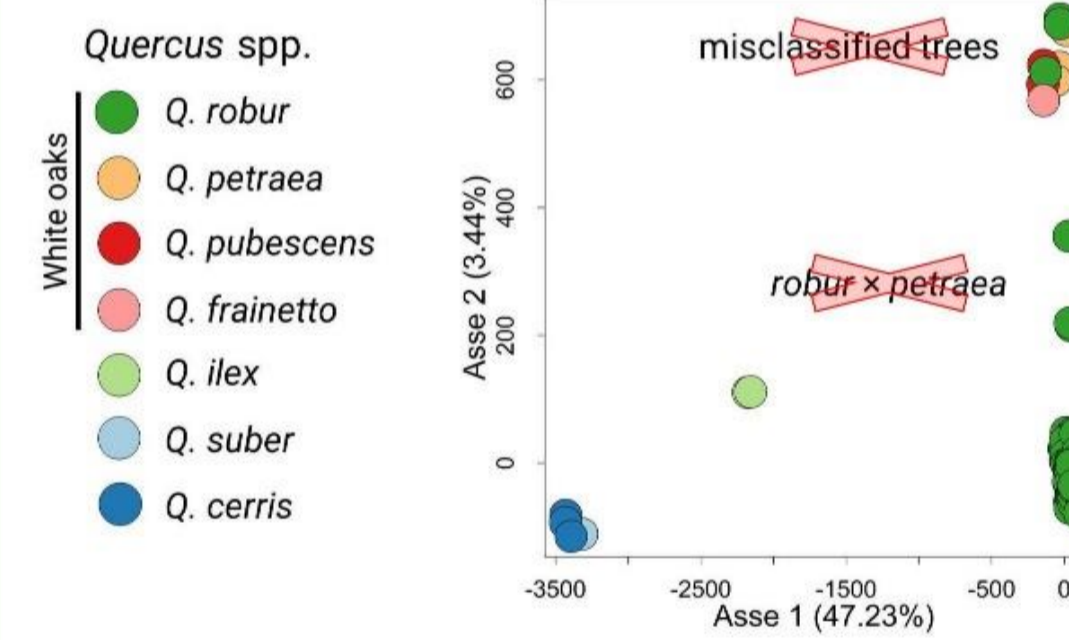 Quercus spp.
White oaks
Q. robur
Q. petraea
Q. pubescens
Q. frainetto
Q. ilex
Q. suber
Q. cerris
misclassified trees
robur × petraea
Asse 2 (3.44%)
600
400
200
0
-3500
-2500
-1500
-500
0
Asse 1 (47.23%)